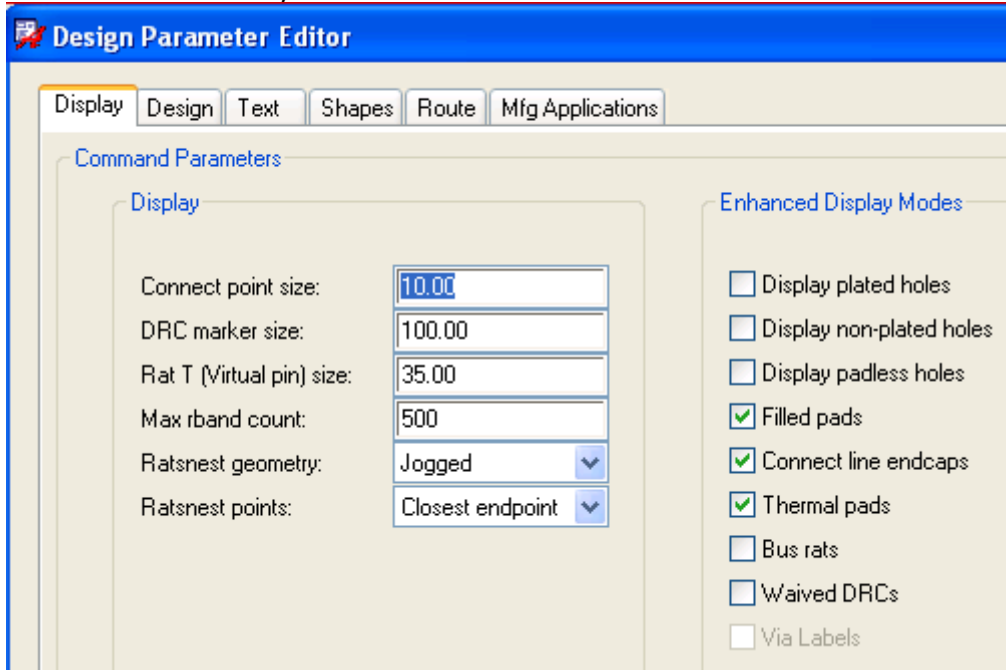 Design Parameter Editor
Display Design Text Shapes Route Mfg Applications
Command Parameters
Display
Connect point size: 10.00
DRC marker size: 100.00
Rat T (Virtual pin) size: 35.00
Max rband count: 500
Ratsnest geometry: Jogged
Ratsnest points: Closest endpoint
Enhanced Display Modes
Display plated holes
Display non-plated holes
Display padless holes
Filled pads
Connect line endcaps
Thermal pads
Bus rats
Waived DRCs
Via Labels